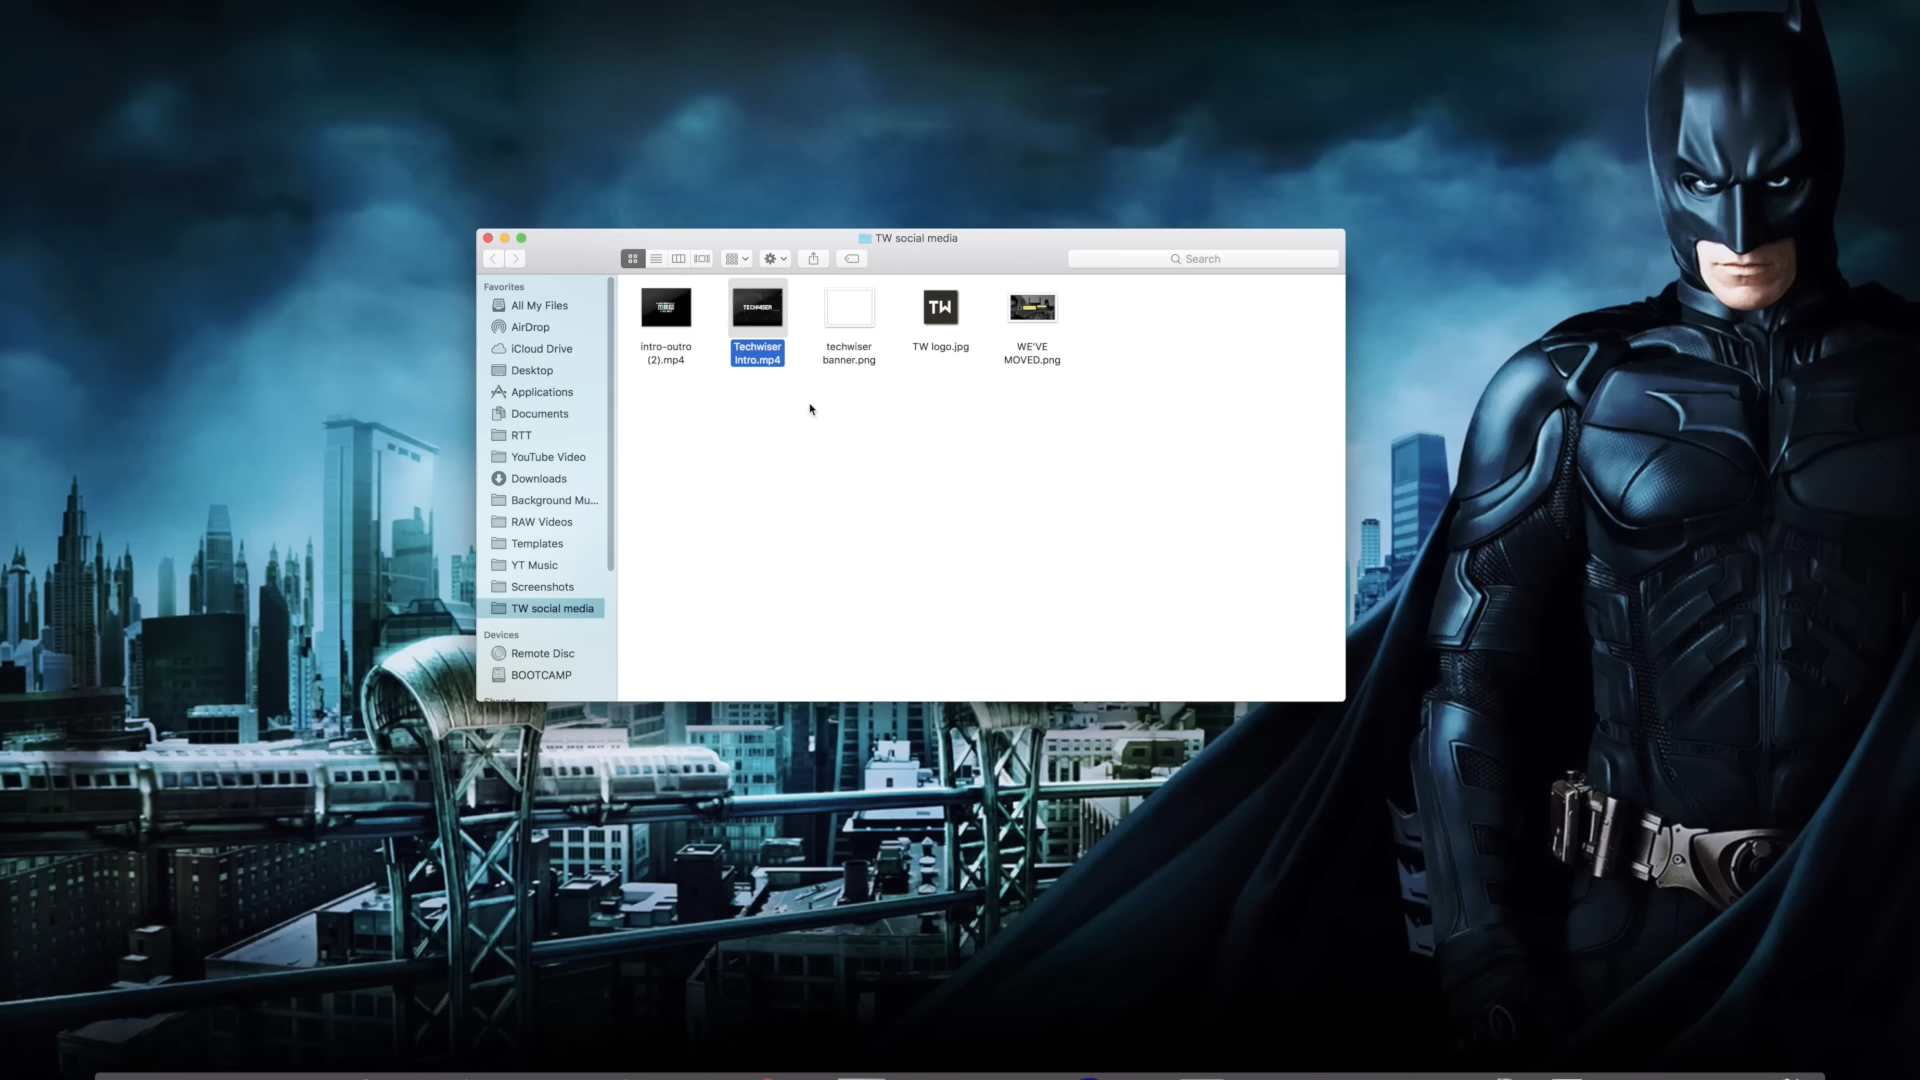 TW social media
Search
Favorites
All My Files
AirDrop
iCloud Drive
Desktop
Applications
Documents
RTT
YouTube Video
Downloads
Background Mu...
RAW Videos
Templates
YT Music
Screenshots
TW social media
Devices
Remote Disc
BOOTCAMP
Shared
TECHWISER
TW
intro-outro
(2).mp4
Techwiser
Intro.mp4
techwiser
banner.png
TW logo.jpg
WE'VE
MOVED.png